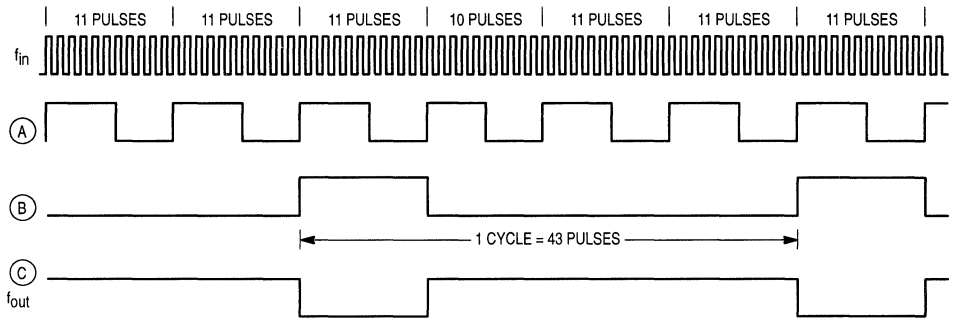 11 PULSES 11 PULSES 11 PULSES 10 PULSES 11 PULSES 11 PULSES 11 PULSES
fin
A
B
1 CYCLE = 43 PULSES
C
fout